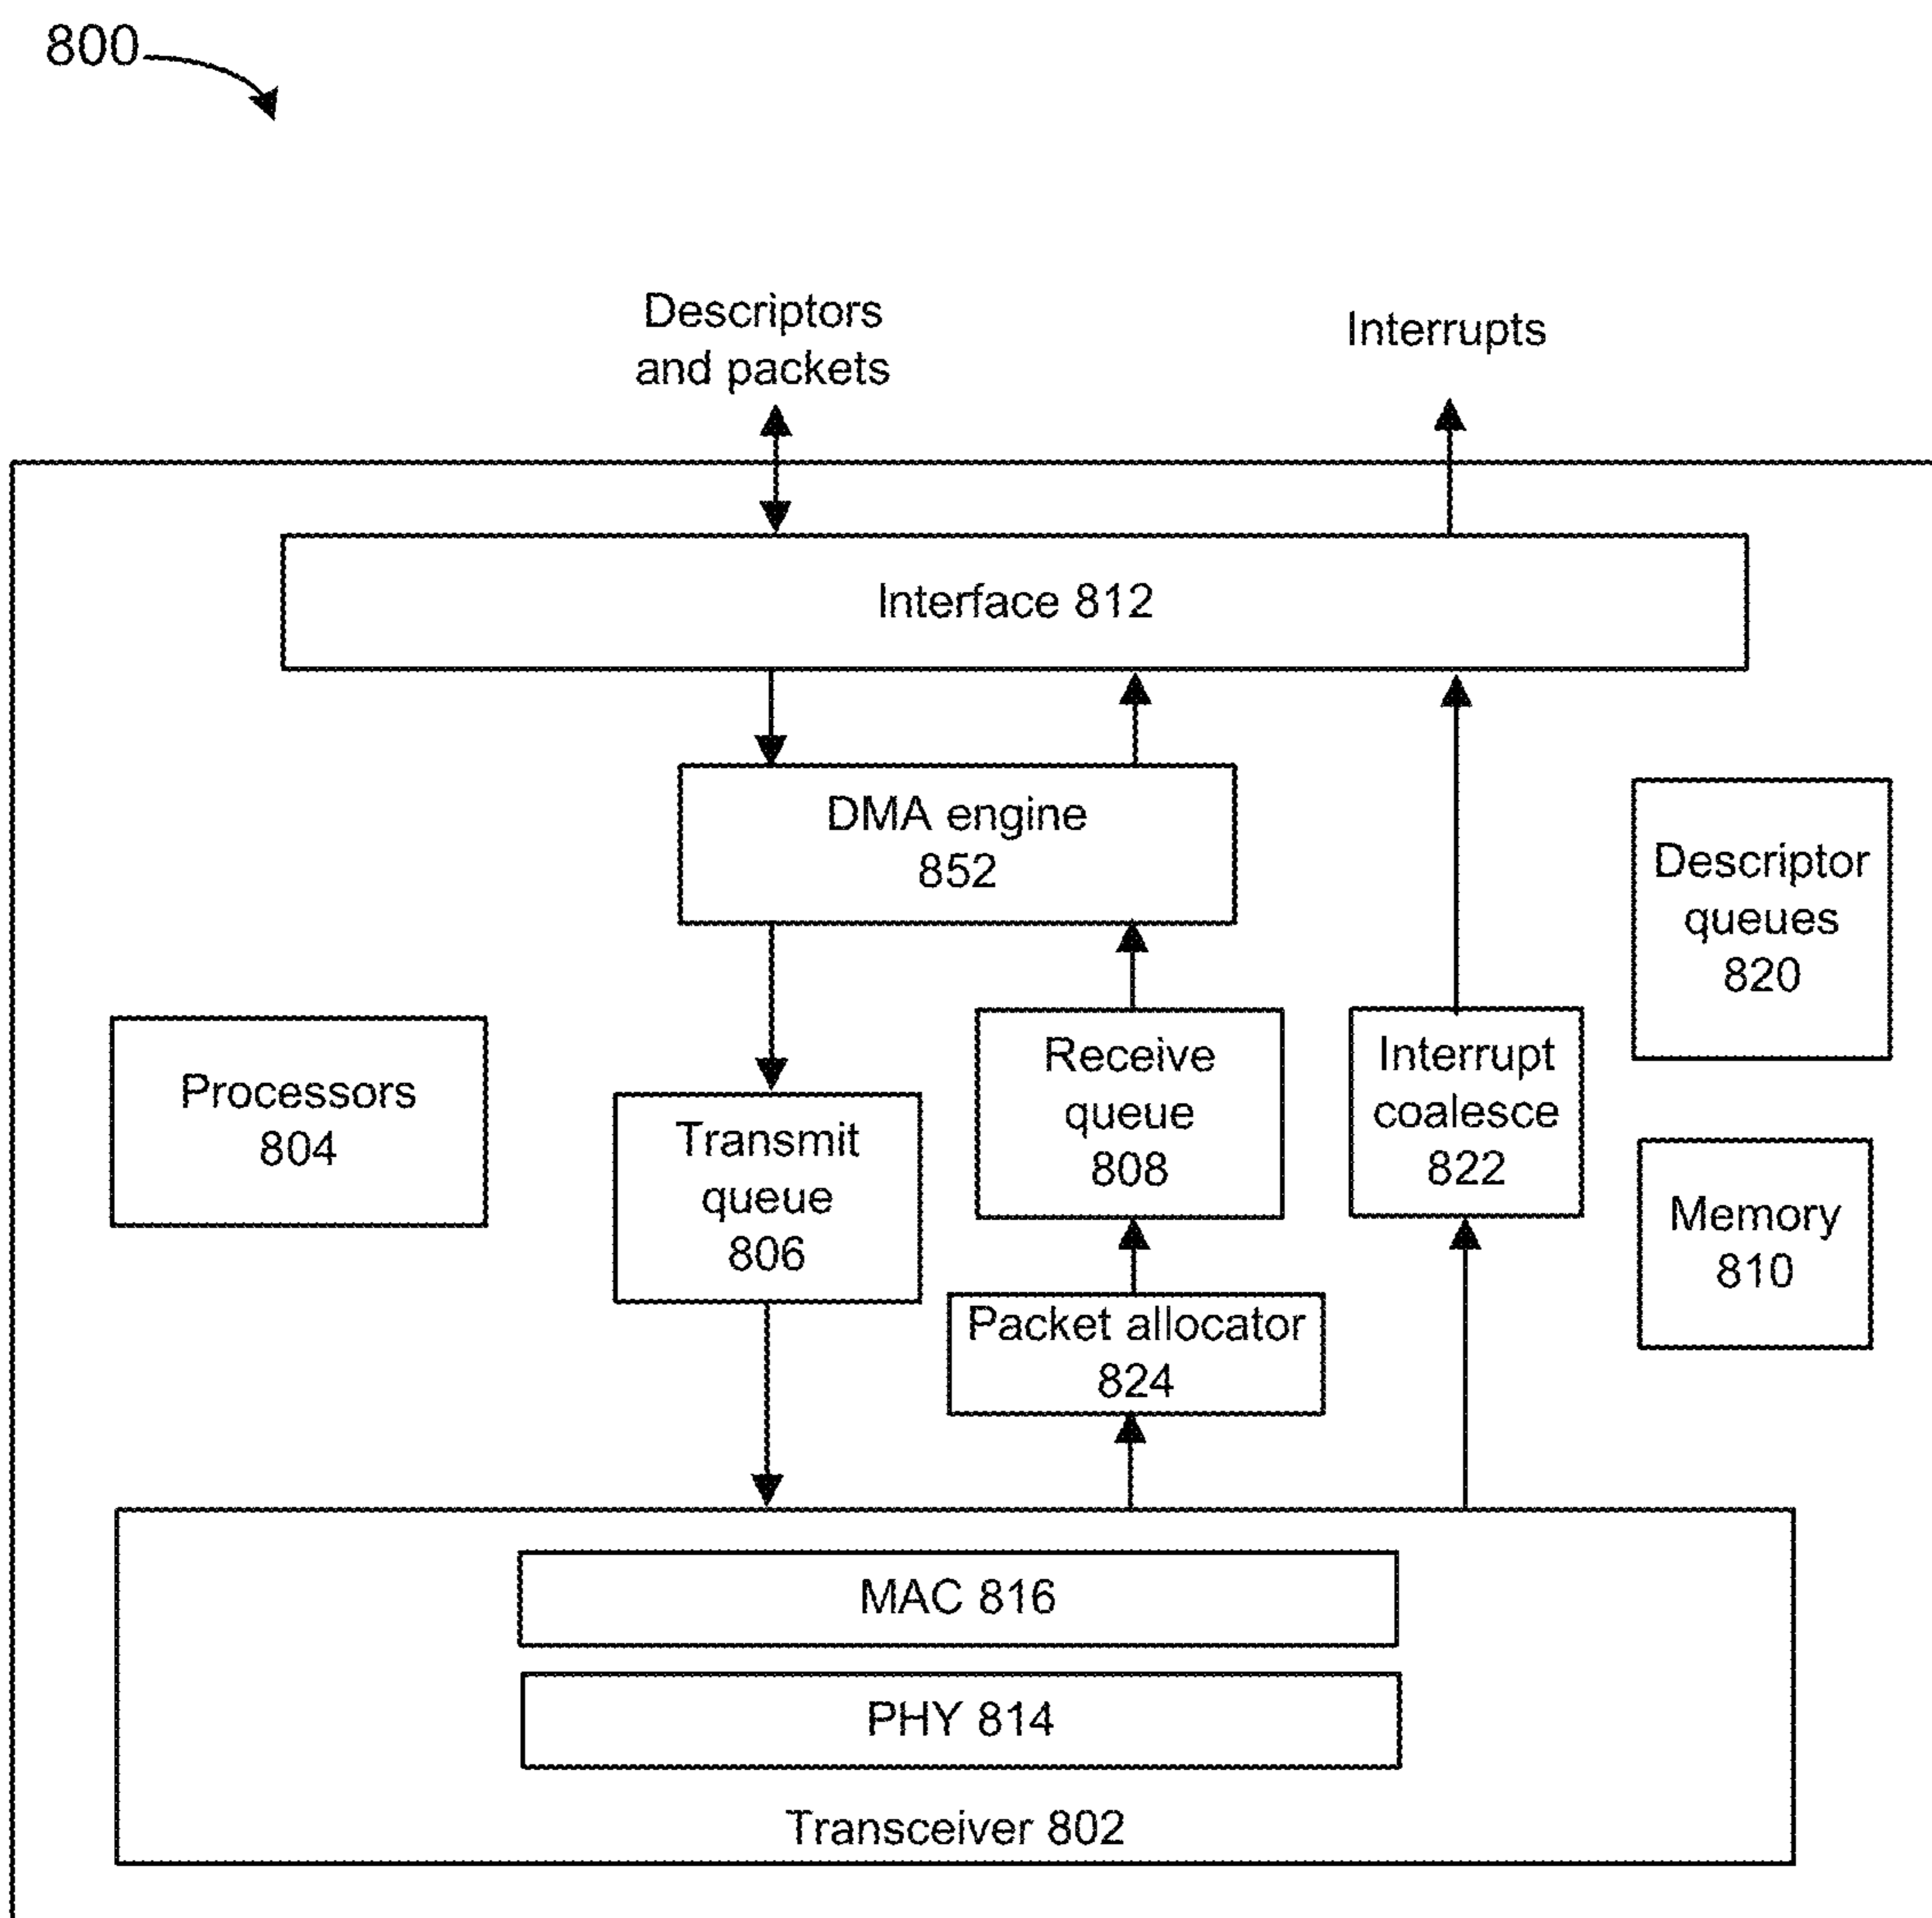 800
Descriptors
and packets
Interrupts
Interface 812
DMA engine
852
Descriptor
queues
820
Processors
804
Transmit
queue
806
Receive
queue
808
Interrupt
coalesce
822
Memory
810
Packet allocator
824
MAC 816
PHY 814
Transceiver 802